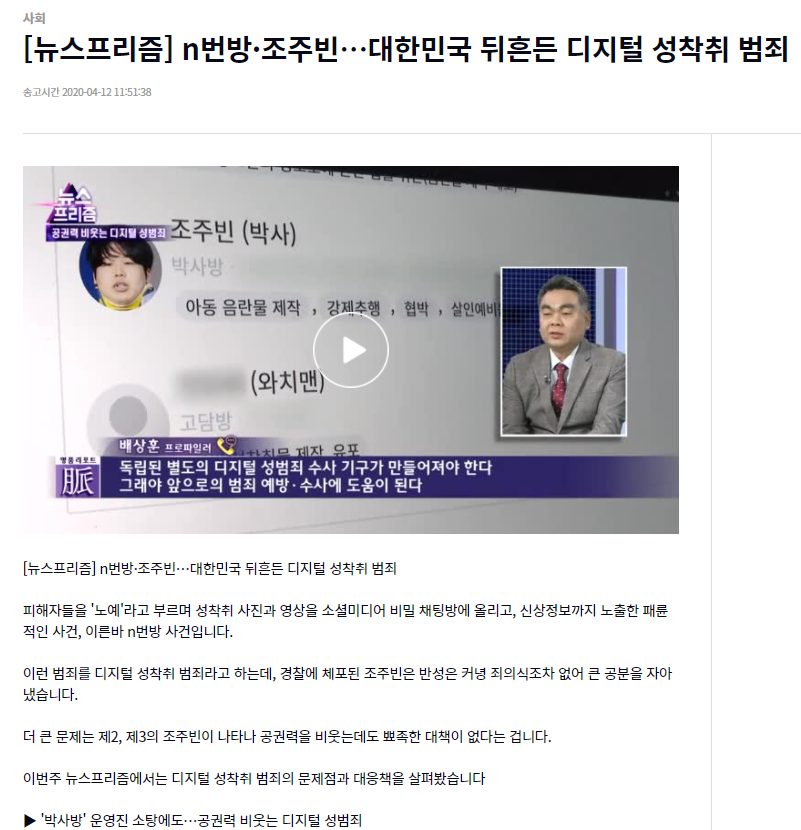 사회
[뉴스프리즘] n번방·조주빈…대한민국 뒤흔든 디지털 성착취 범죄
송고시간 2020-04-12 11:51:38
뉴스
프리즘
공권력 비웃는 디지털 성범죄
조주빈 (박사)
박사방
아동 음란물 제작 , 강제추행 , 협박 , 살인예비
(와치맨)
고담방
제작, 유포
배상훈 프로파일러
명품리포트
脈
독립된 별도의 디지털 성범죄 수사 기구가 만들어져야 한다
그래야 앞으로의 범죄 예방·수사에 도움이 된다
[뉴스프리즘] n번방·조주빈…대한민국 뒤흔든 디지털 성착취 범죄
피해자들을 '노예'라고 부르며 성착취 사진과 영상을 소셜미디어 비밀 채팅방에 올리고, 신상정보까지 노출한 패륜
적인 사건, 이른바 n번방 사건입니다.
이런 범죄를 디지털 성착취 범죄라고 하는데, 경찰에 체포된 조주빈은 반성은 커녕 죄의식조차 없어 큰 공분을 자아
냈습니다.
더 큰 문제는 제2, 제3의 조주빈이 나타나 공권력을 비웃는데도 뾰족한 대책이 없다는 겁니다.
이번주 뉴스프리즘에서는 디지털 성착취 범죄의 문제점과 대응책을 살펴봤습니다
▶ '박사방' 운영진 소탕에도…공권력 비웃는 디지털 성범죄